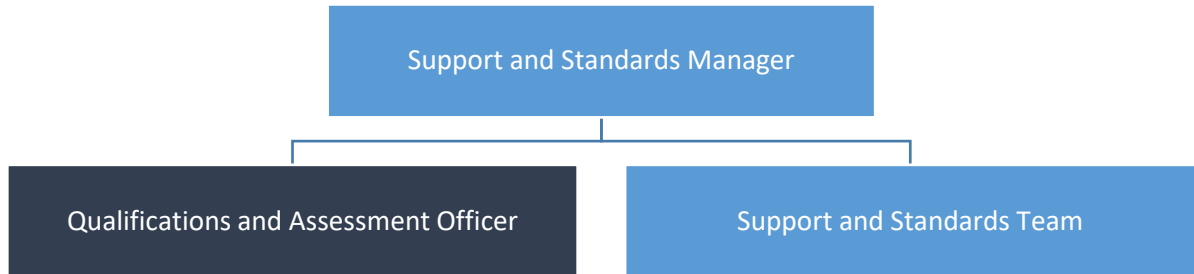 Support and Standards Manager
Qualifications and Assessment Officer
Support and Standards Team